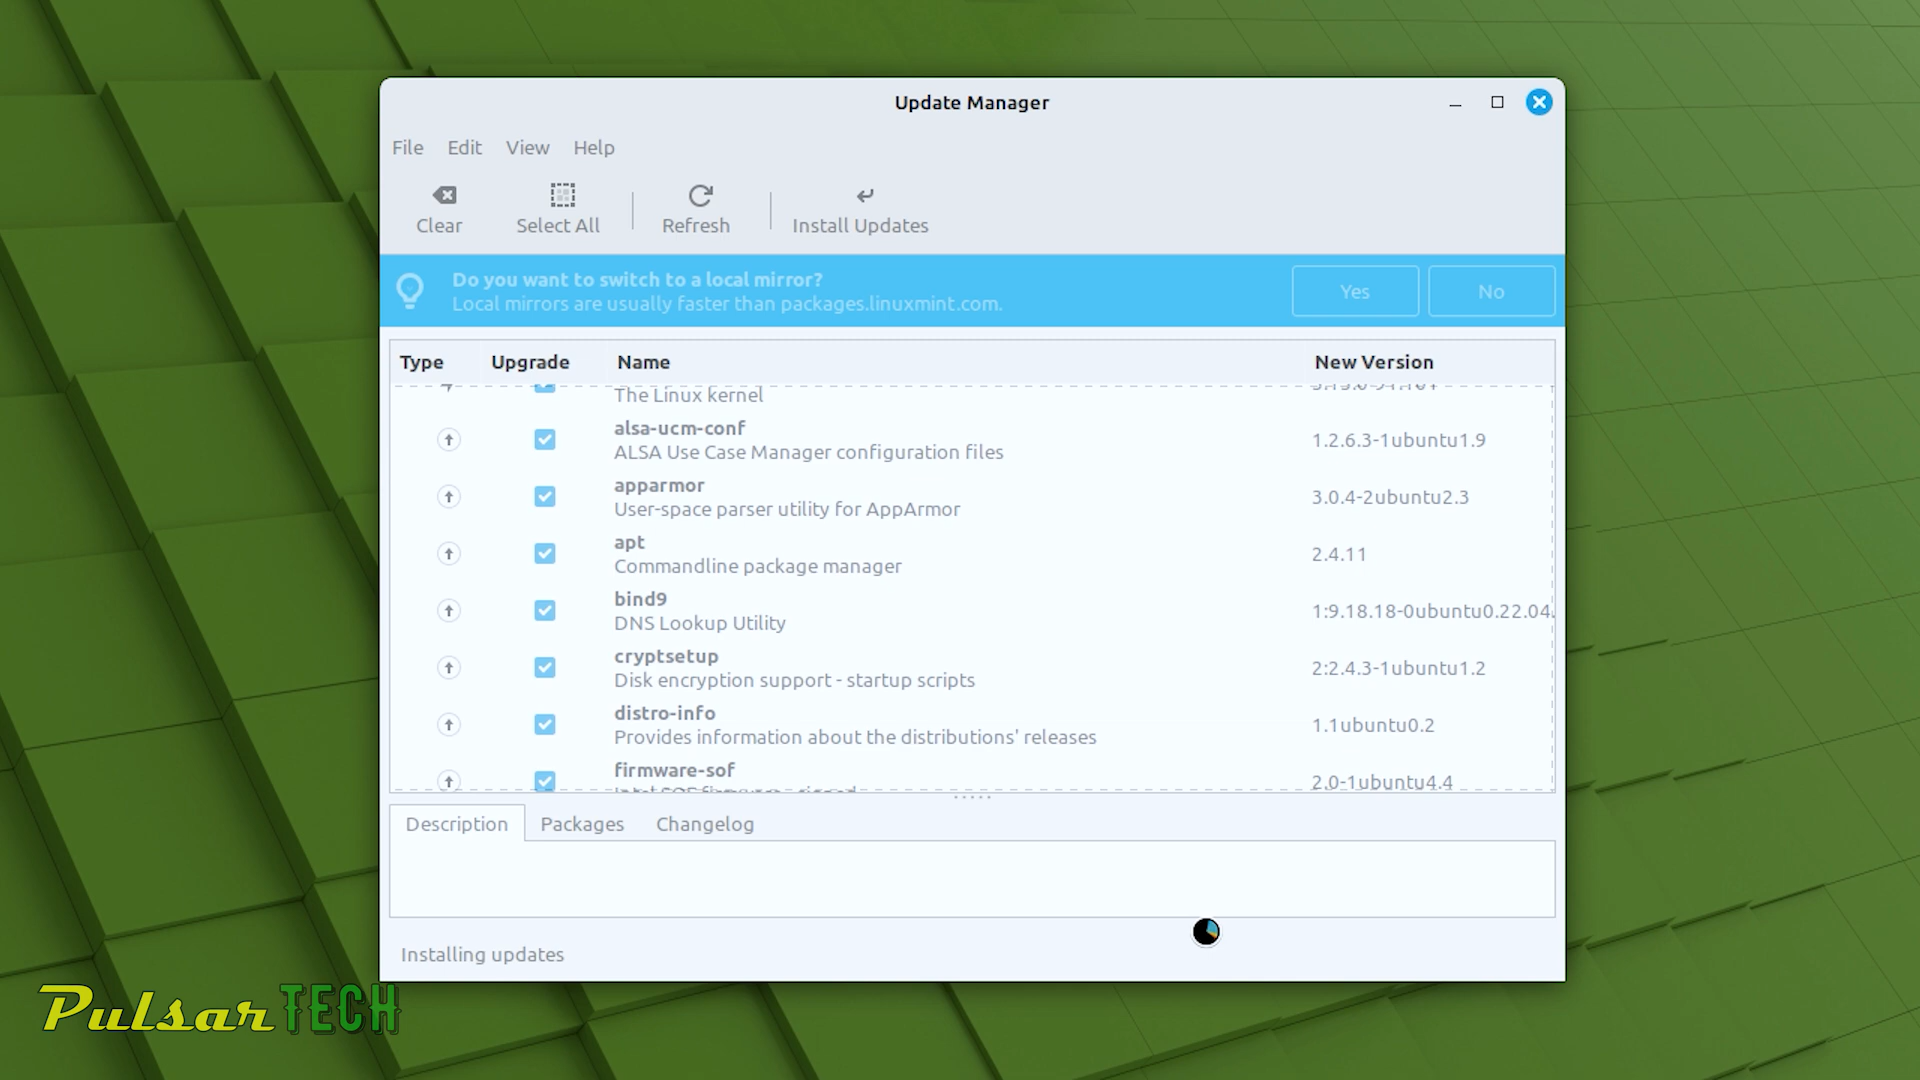 Update Manager
File Edit View Help
Clear Select All Refresh Install Updates
Do you want to switch to a local mirror?
Local mirrors are usually faster than packages.linuxmint.com.
Yes No
Type Upgrade Name New Version
The Linux kernel
alsa-ucm-conf
ALSA Use Case Manager configuration files
1.2.6.3-1ubuntu1.9
apparmor
User-space parser utility for AppArmor
3.0.4-2ubuntu2.3
apt
Commandline package manager
2.4.11
bind9
DNS Lookup Utility
1:9.18.18-0ubuntu0.22.04.
cryptsetup
Disk encryption support - startup scripts
2:2.4.3-1ubuntu1.2
distro-info
Provides information about the distributions' releases
1.1ubuntu0.2
firmware-sof
2.0-1ubuntu4.4
Description Packages Changelog
Installing updates
Pulsar TECH